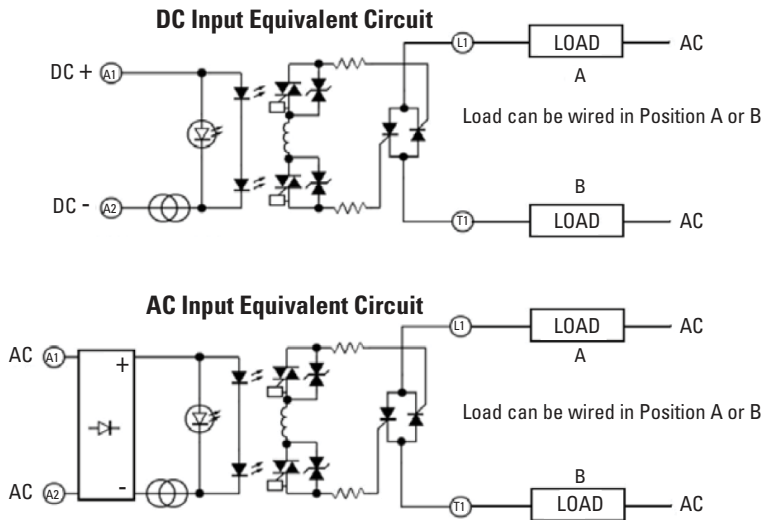 DC Input Equivalent Circuit
DC + A1
L1 LOAD AC
A
Load can be wired in Position A or B
B
DC - A2
T1 LOAD AC
AC Input Equivalent Circuit
AC A1 +
L1 LOAD AC
A
Load can be wired in Position A or B
B
AC A2 -
T1 LOAD AC